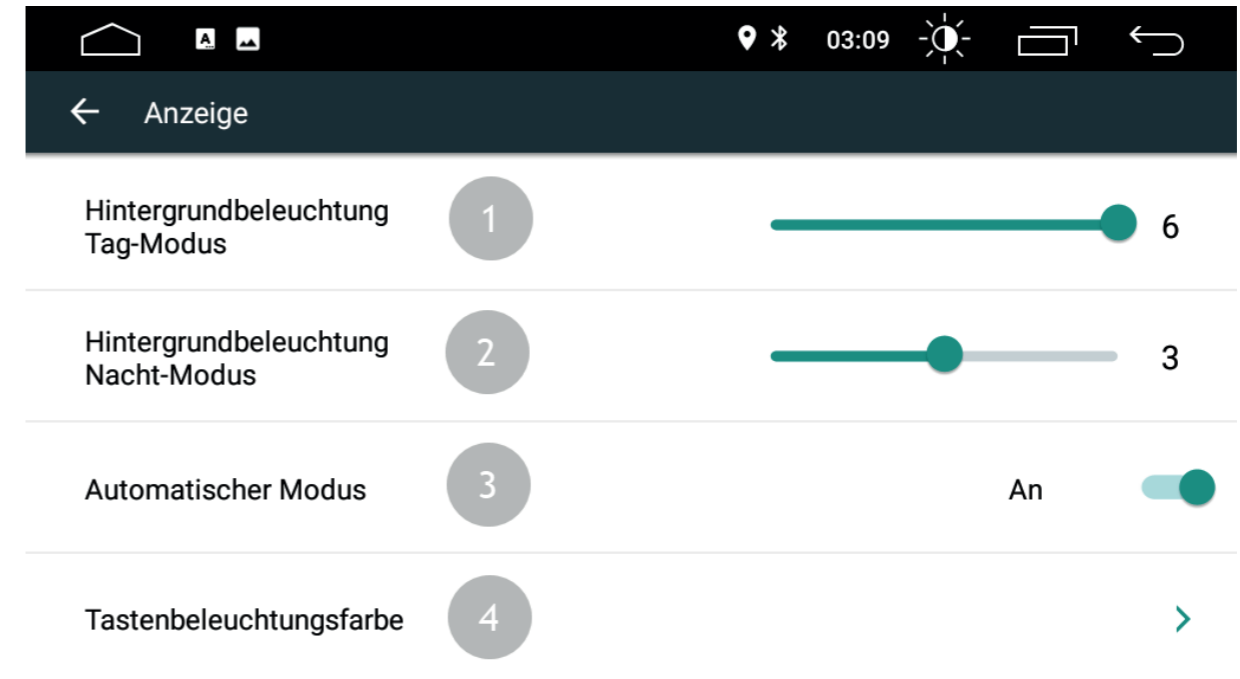 A 03:09
Anzeige
Hintergrundbeleuchtung
Tag-Modus 1 6
Hintergrundbeleuchtung
Nacht-Modus 2 3
Automatischer Modus 3 An
Tastenbeleuchtungsfarbe 4